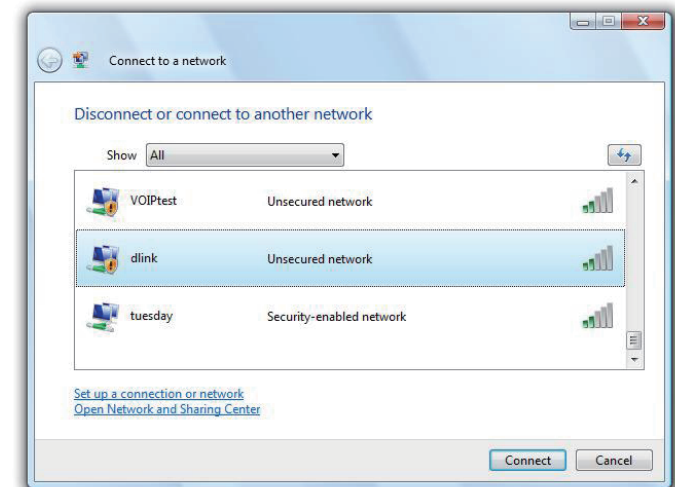 Connect to a network
Disconnect or connect to another network
Show All
VOIPtest Unsecured network
dlink Unsecured network
tuesday Security-enabled network
Set up a connection or network
Open Network and Sharing Center
Connect Cancel